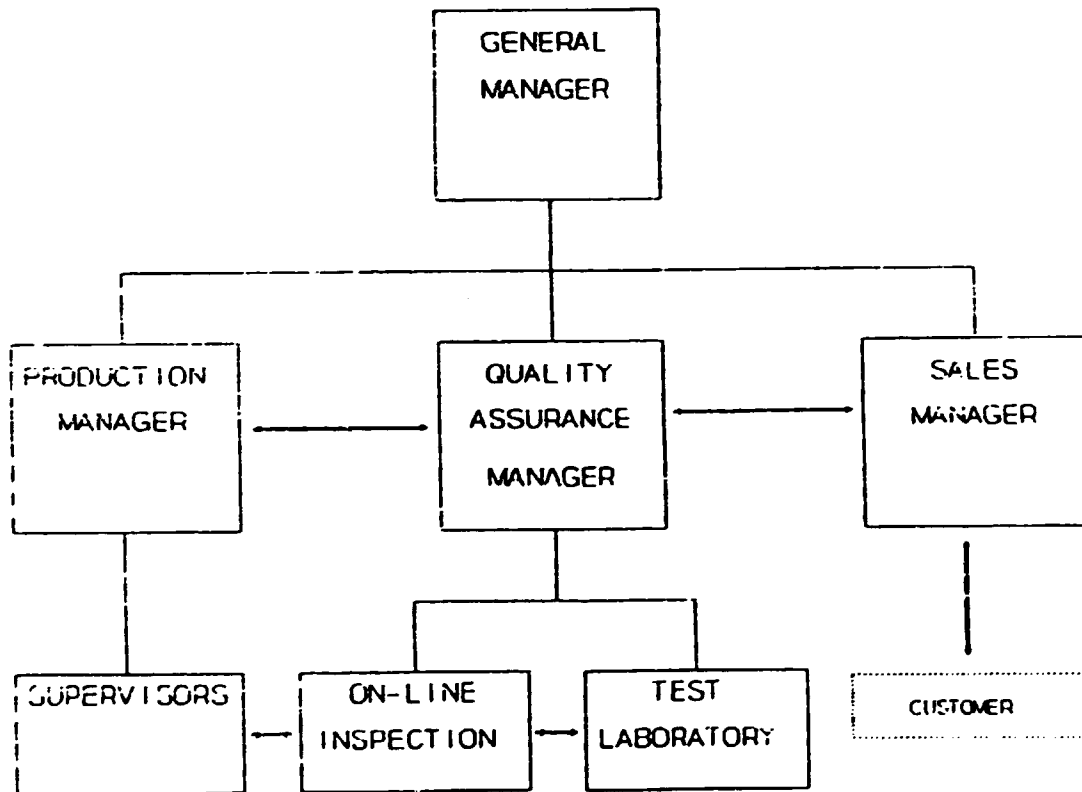 GENERAL
MANAGER
PRODUCTION
MANAGER
QUALITY
ASSURANCE
MANAGER
SALES
MANAGER
SUPERVISORS
ON-LINE
INSPECTION
TEST
LABORATORY
CUSTOMER